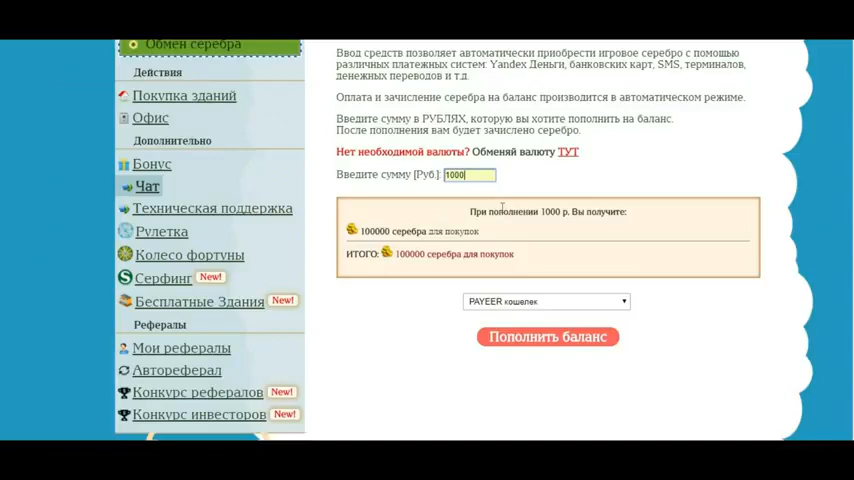 Обмен серебра
Действия
Покупка зданий
Офис
Дополнительно
Бонус
Чат
Техническая поддержка
Рулетка
Колесо фортуны
Серфинг New!
Бесплатные Здания New!
Рефералы
Мои рефералы
Автореферал
Конкурс рефералов New!
Конкурс инвесторов New!
Ввод средств позволяет автоматически приобрести игровое серебро с помощью
различных платежных систем: Yandex Деньги, банковских карт, SMS, терминалов,
денежных переводов и т.д.
Оплата и зачисление серебра на баланс производится в автоматическом режиме.
Введите сумму в РУБЛЯХ, которую вы хотите пополнить на баланс.
После пополнения вам будет зачислено серебро.
Нет необходимой валюты? Обменяй валюту ТУТ
Введите сумму [Руб.]: 1000
При пополнении 1000 р. Вы получите:
100000 серебра для покупок
ИТОГО: 100000 серебра для покупок
PAYEER кошелек
Пополнить баланс